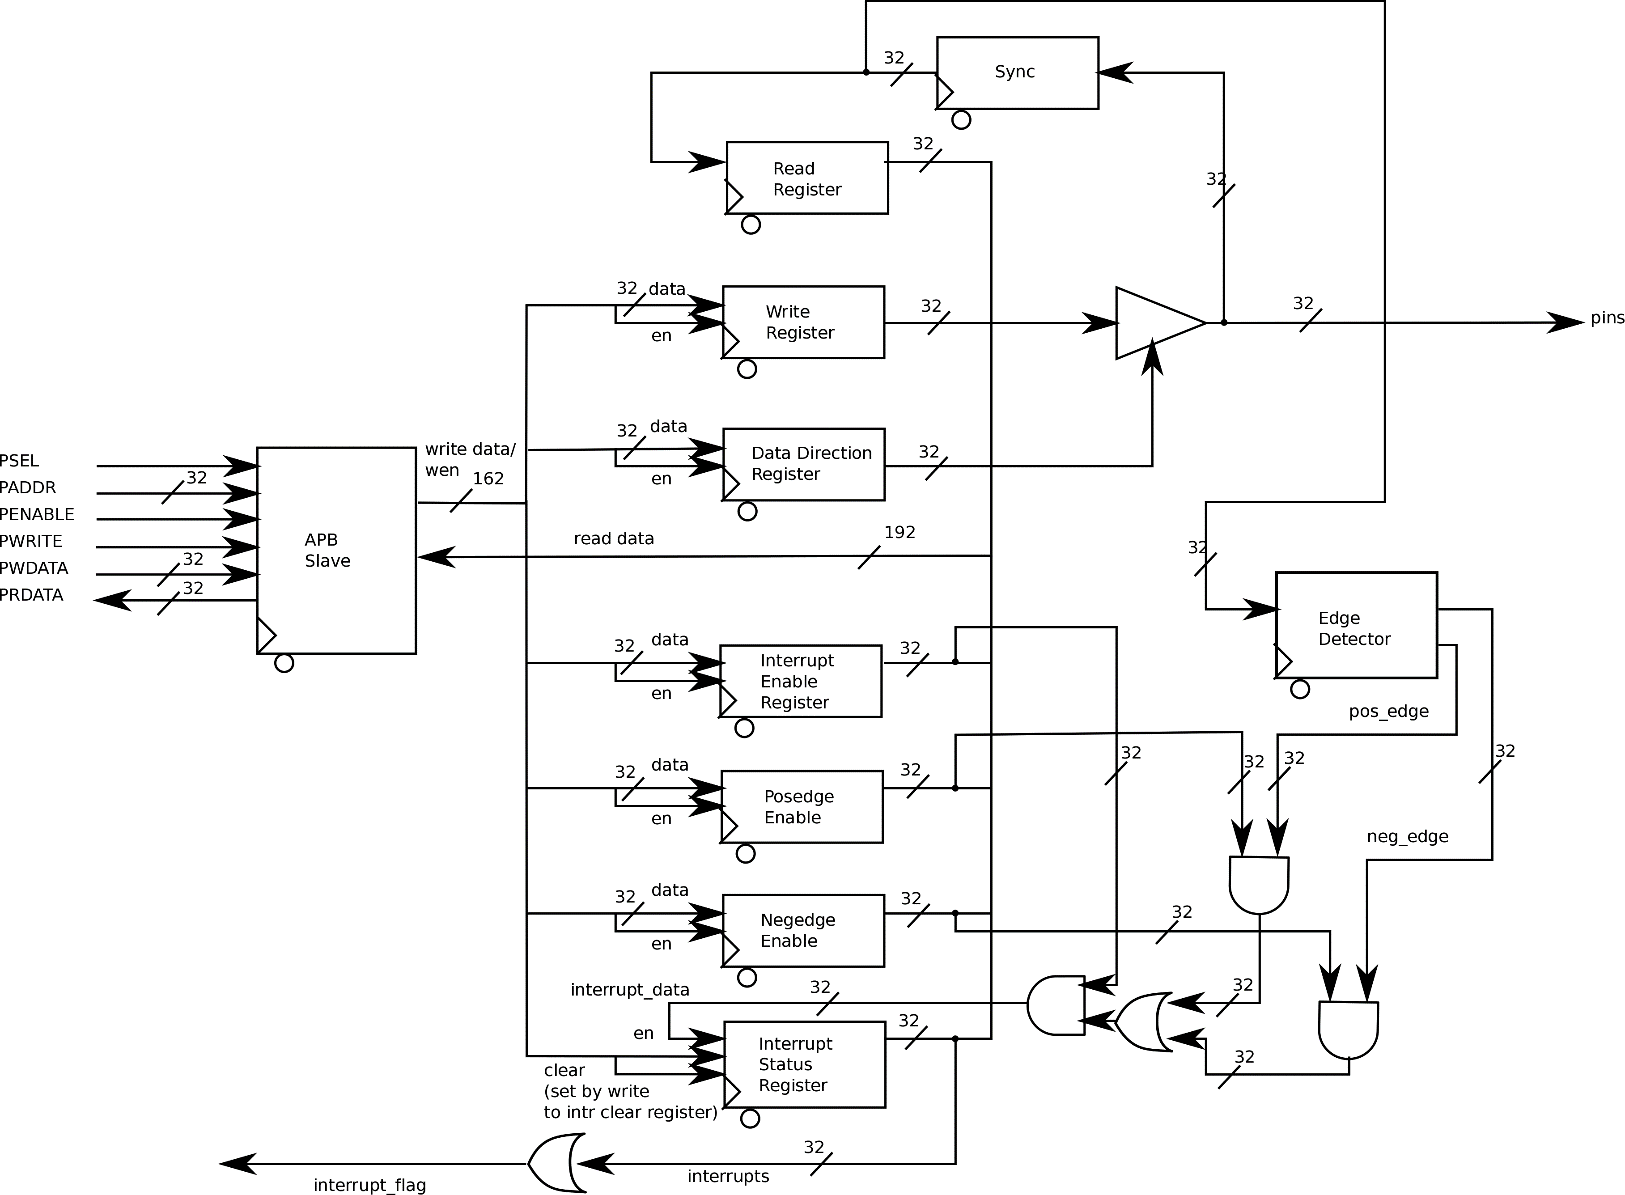 32
Sync
32
Read
Register
32
32
data
en
Write
Register
32
32
pins
32
data
en
Data Direction
Register
32
PSEL
PADDR
32
PENABLE
PWRITE
PWDATA
32
PRDATA
32
APB
Slave
write data/
wen
162
read data
192
32
Edge
Detector
pos_edge
neg_edge
32
data
en
Interrupt
Enable
Register
32
32
32
32
32
32
data
en
Posedge
Enable
32
32
data
en
Negedge
Enable
32
32
interrupt_data
32
en
Interrupt
Status
Register
32
32
32
clear
(set by write
to intr clear register)
32
interrupts
interrupt_flag